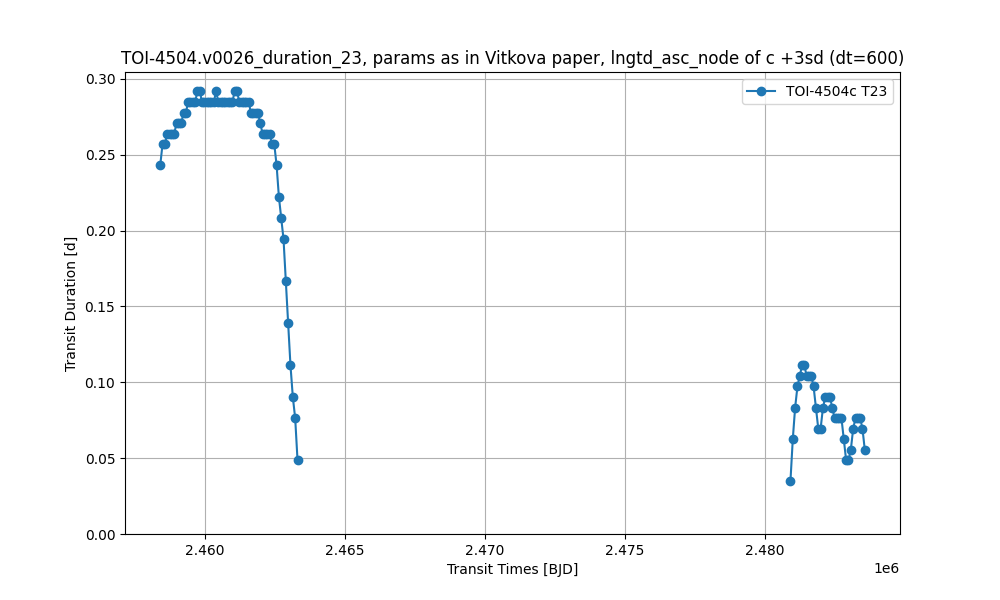 TOI-4504.v0026_duration_23, params as in Vitkova paper, lngtd_asc_node of c +3sd (dt=600)
TOI-4504c T23
0.30
0.25
0.20
0.15
0.10
0.05
0.00
Transit Duration [d]
2.460 2.465 2.470 2.475 2.480
1e6
Transit Times [BJD]